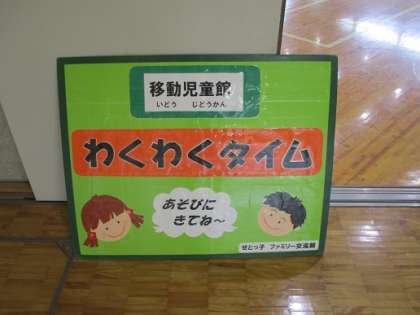 移動児童館
いどう じどうかん
わくわくタイム
あそびに
きてね〜
せとっ子 ファミリー交流館